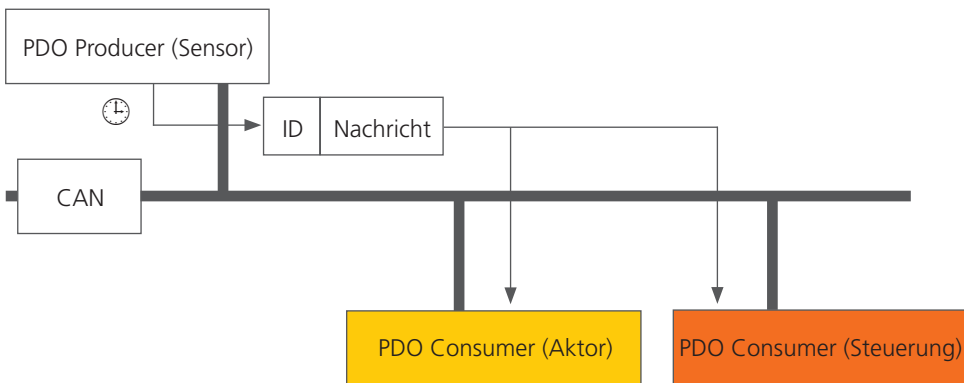 PDO Producer (Sensor)
ID
Nachricht
CAN
PDO Consumer (Aktor)
PDO Consumer (Steuerung)